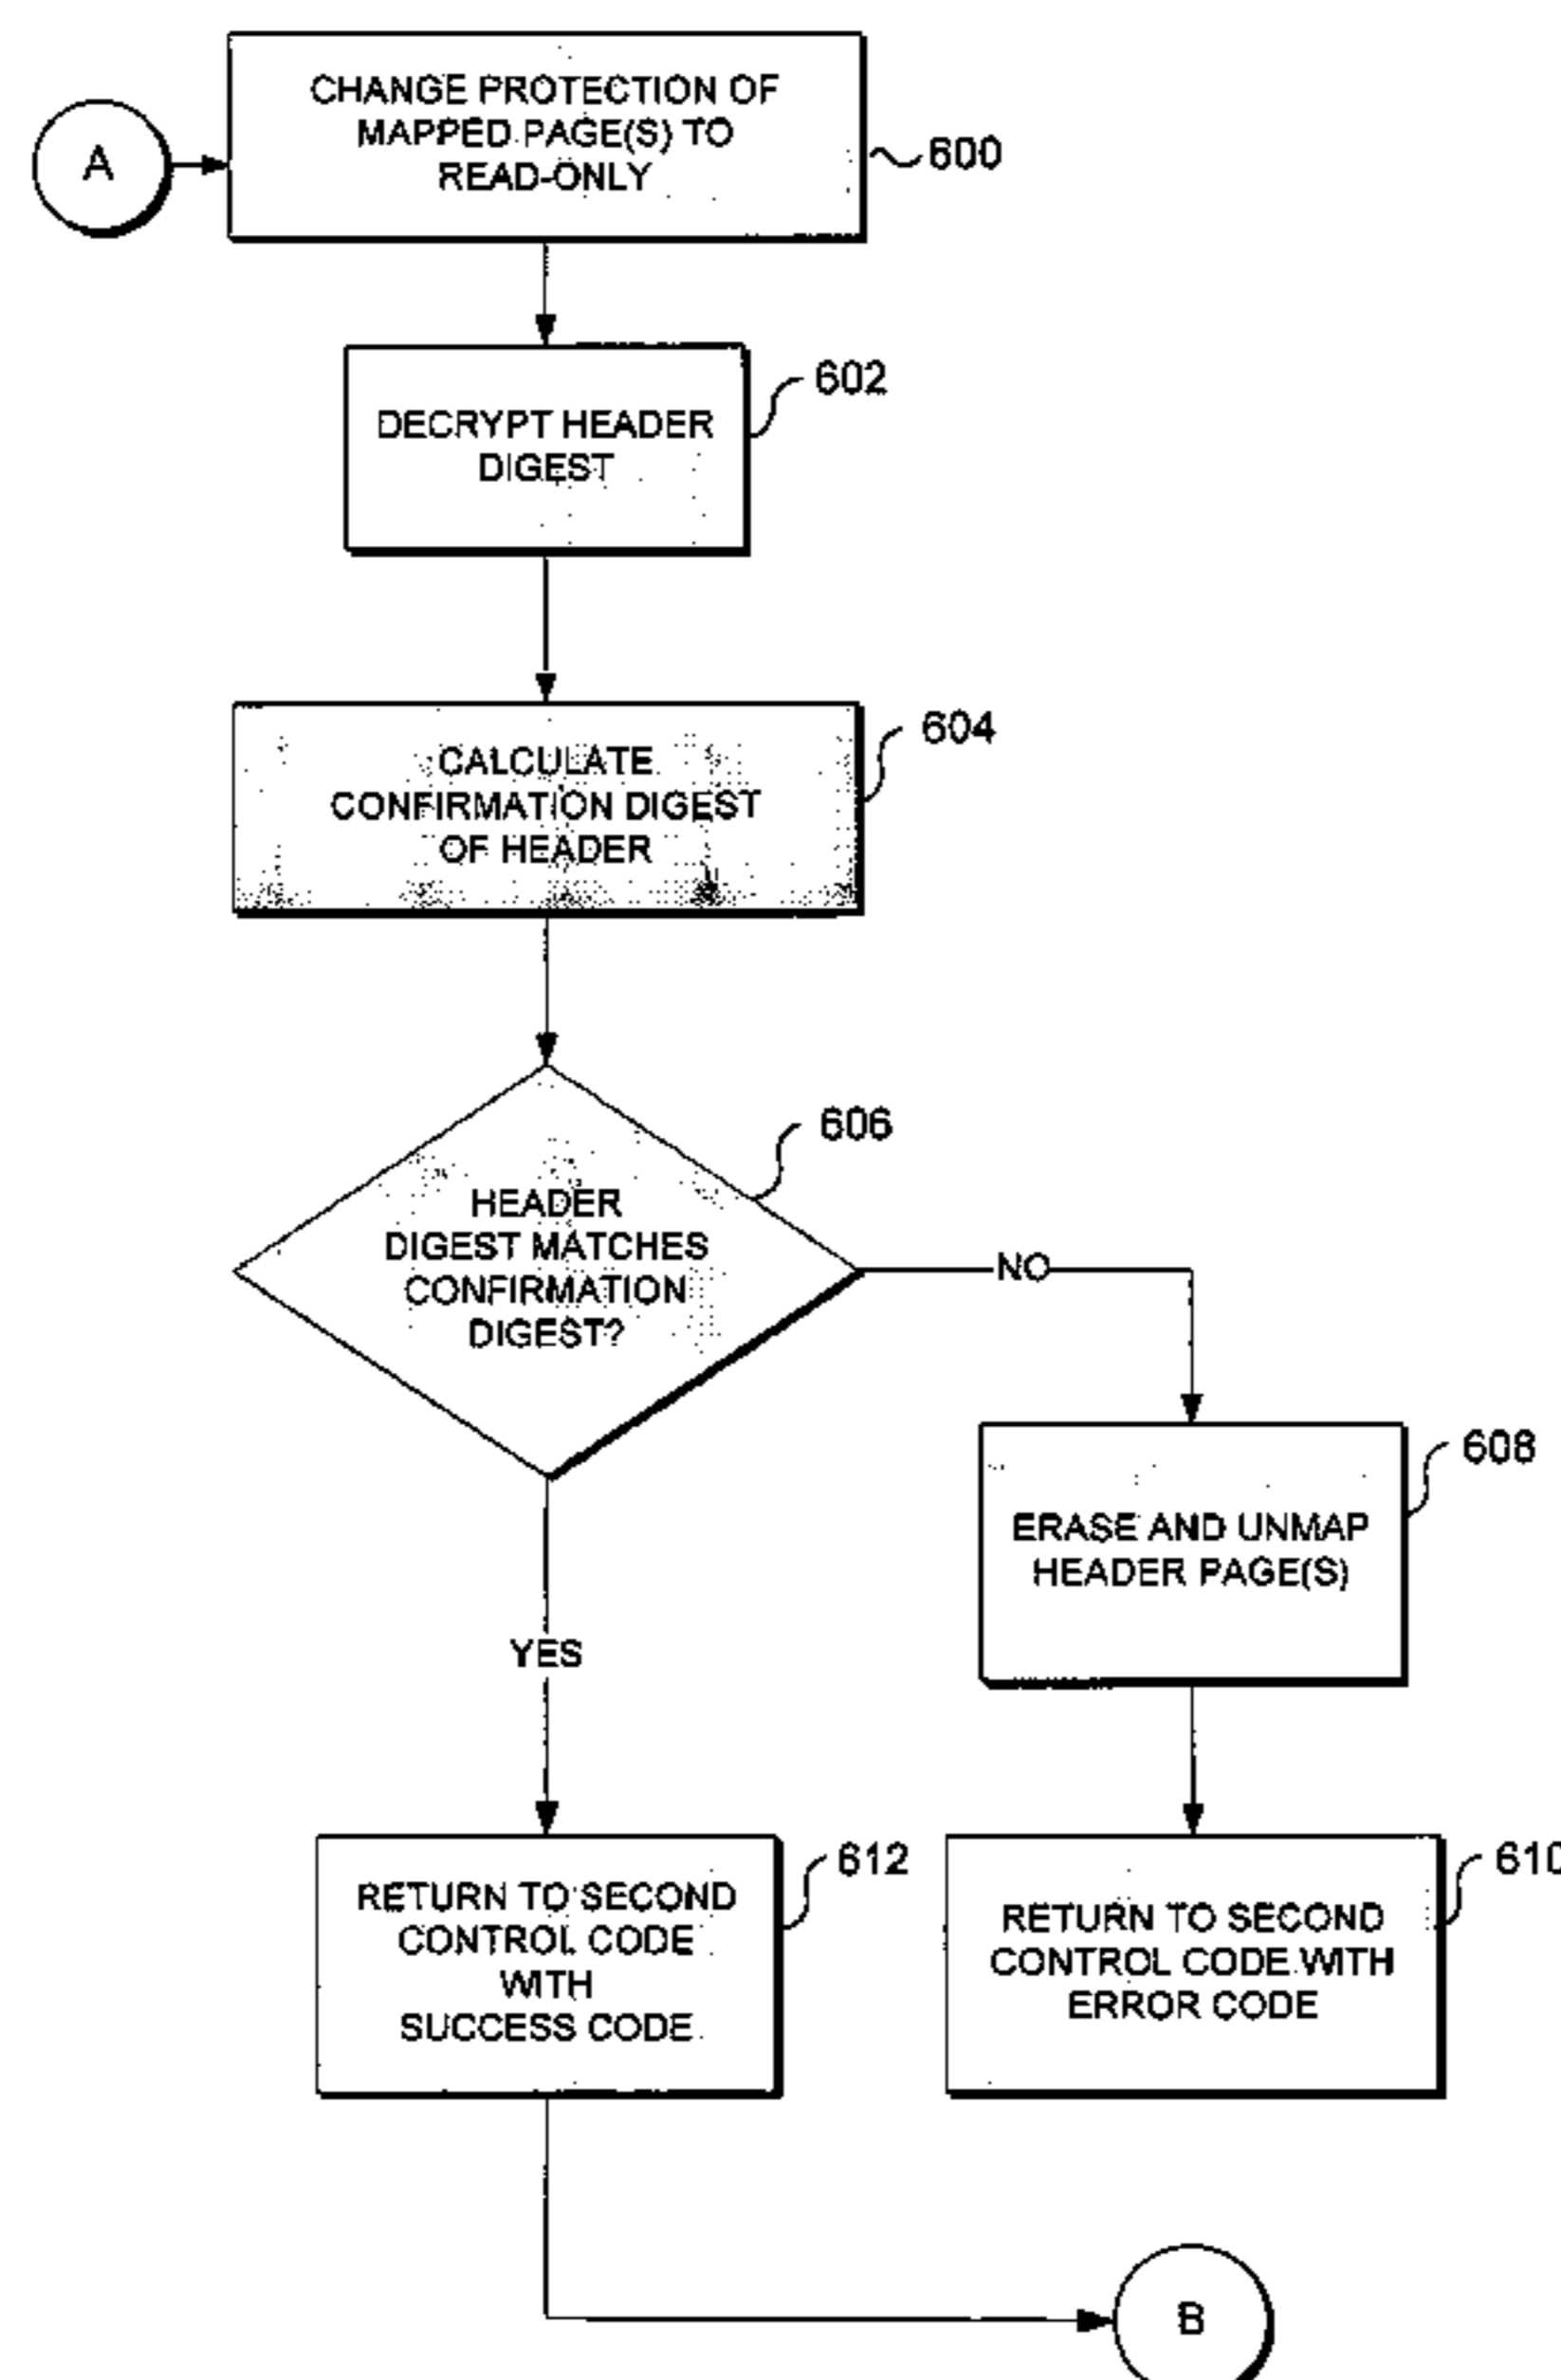 A
CHANGE PROTECTION OF
MAPPED PAGE(S) TO
READ-ONLY
600
DECRYPT HEADER
DIGEST
602
CALCULATE
CONFIRMATION DIGEST
OF HEADER
604
HEADER
DIGEST MATCHES
CONFIRMATION
DIGEST?
606
NO
ERASE AND UNMAP
HEADER PAGE(S)
608
YES
RETURN TO SECOND
CONTROL CODE
WITH
SUCCESS CODE
612
RETURN TO SECOND
CONTROL CODE WITH
ERROR CODE
610
B